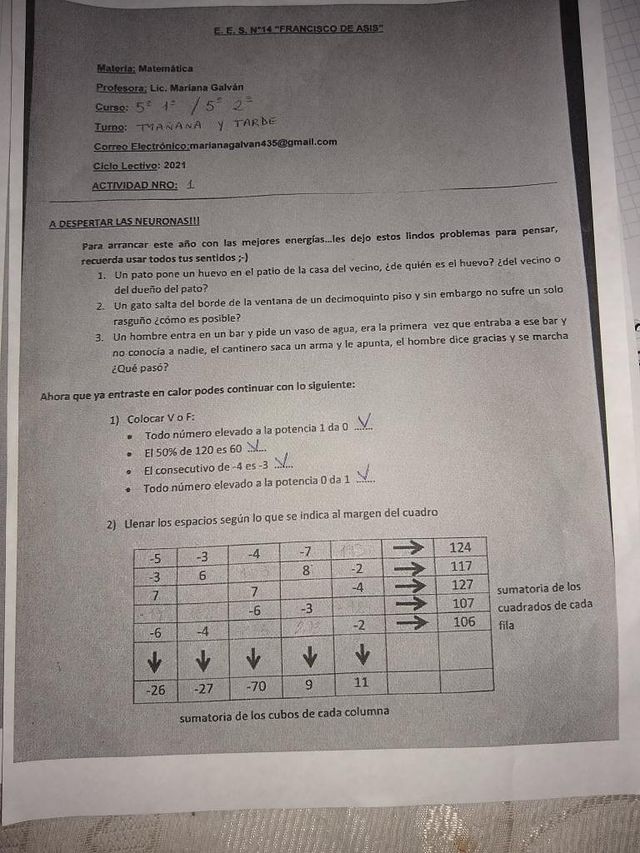 E. E. S. N°14 "FRANCISCO DE ASIS"
Materia: Matemática
Profesora: Lic. Mariana Galván
Curso: 5° 1° / 5° 2°
Turno: MAÑANA Y TARDE
Correo Electrónico:marianagalvan435@gmail.com
Ciclo Lectivo: 2021
ACTIVIDAD NRO: 1
A DESPERTAR LAS NEURONAS!!!
Para arrancar este año con las mejores energías...les dejo estos lindos problemas para pensar,
recuerda usar todos tus sentidos ;-)
1. Un pato pone un huevo en el patio de la casa del vecino, ¿de quién es el huevo? ¿del vecino o
del dueño del pato?
2. Un gato salta del borde de la ventana de un decimoquinto piso y sin embargo no sufre un solo
rasguño ¿cómo es posible?
3. Un hombre entra en un bar y pide un vaso de agua, era la primera vez que entraba a ese bar y
no conocía a nadie, el cantinero saca un arma y le apunta, el hombre dice gracias y se marcha
¿Qué pasó?
Ahora que ya entraste en calor podes continuar con lo siguiente:
1) Colocar V o F:
• Todo número elevado a la potencia 1 da 0 ...V...
• El 50% de 120 es 60 ...V...
• El consecutivo de -4 es -3 ...V...
• Todo número elevado a la potencia 0 da 1 ...V...
2) Llenar los espacios según lo que se indica al margen del cuadro
-5 -3 -4 -7 → 124
-3 6 8 -2 → 117
7 7 -4 → 127
-6 -3 → 107
-6 -4 -2 → 106
↓ ↓ ↓ ↓ ↓
-26 -27 -70 9 11
sumatoria de los
cuadrados de cada
fila
sumatoria de los cubos de cada columna